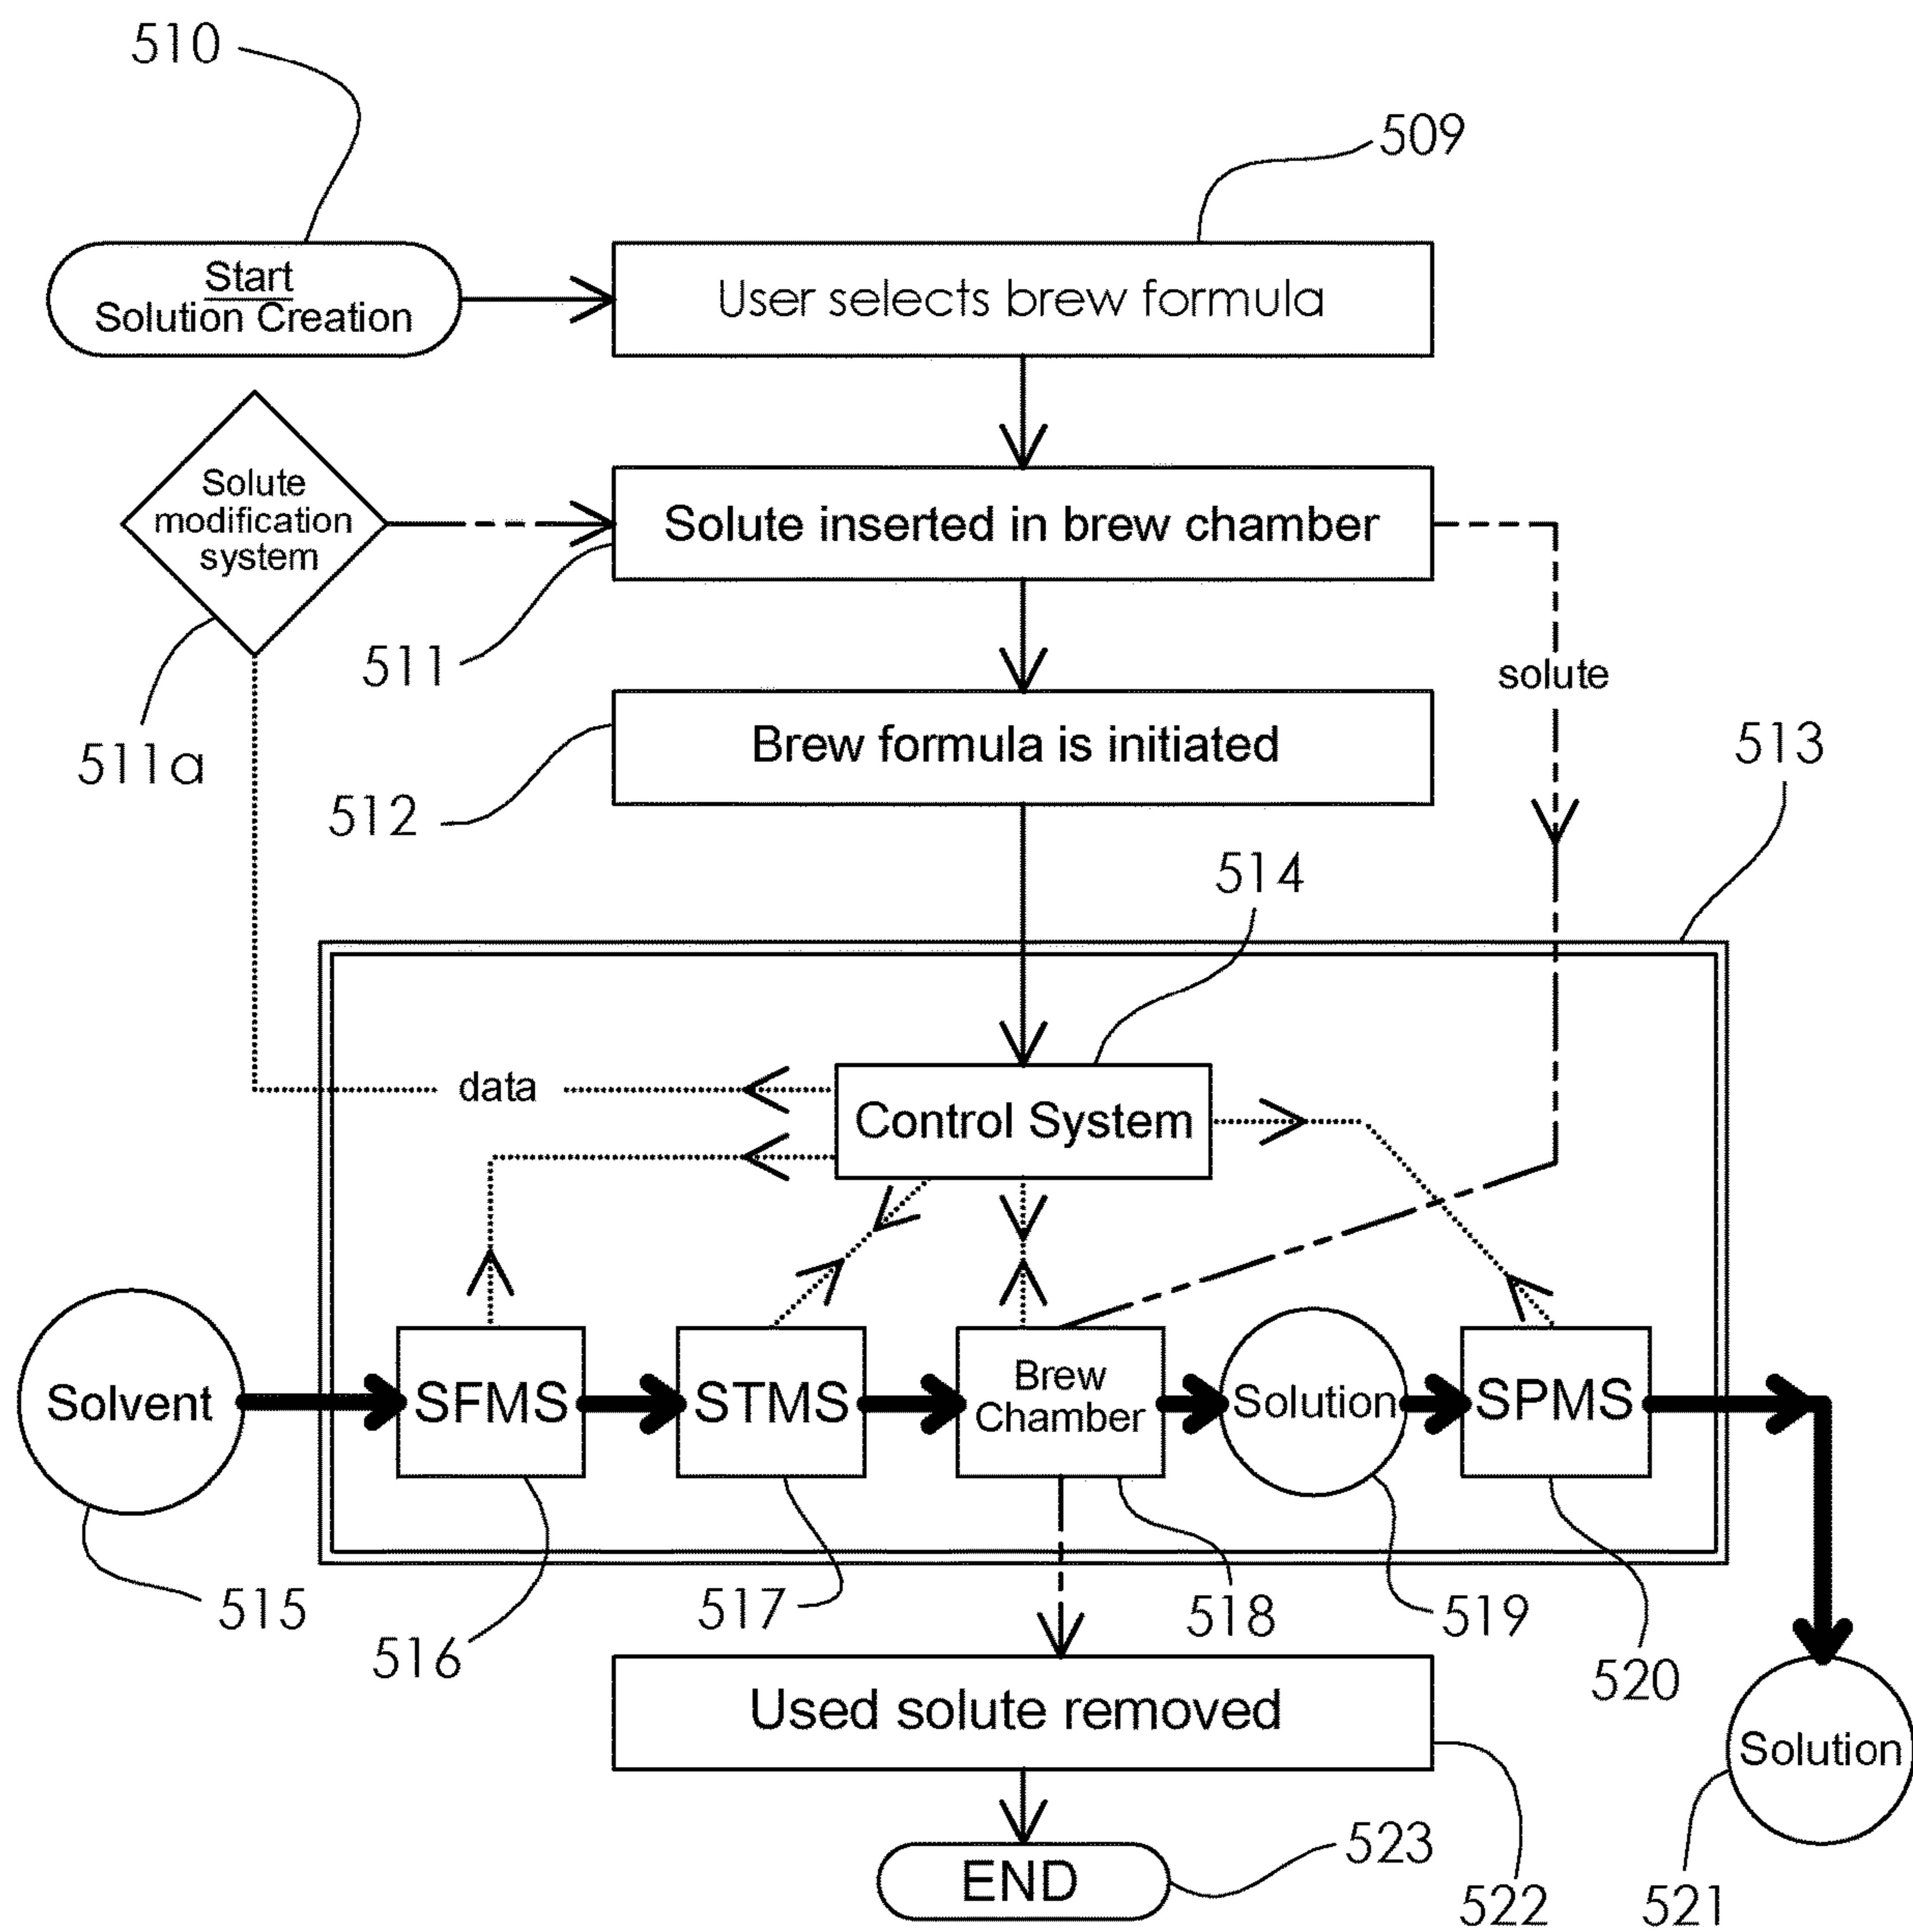 510
509
Start
Solution Creation
User selects brew formula
Solute
modification
system
Solute inserted in brew chamber
511
solute
511a
Brew formula is initiated
512
513
514
data
Control System
Solvent
SFMS
STMS
Brew
Chamber
Solution
SPMS
515
516
517
518
519
520
Used solute removed
Solution
END
523
522
521